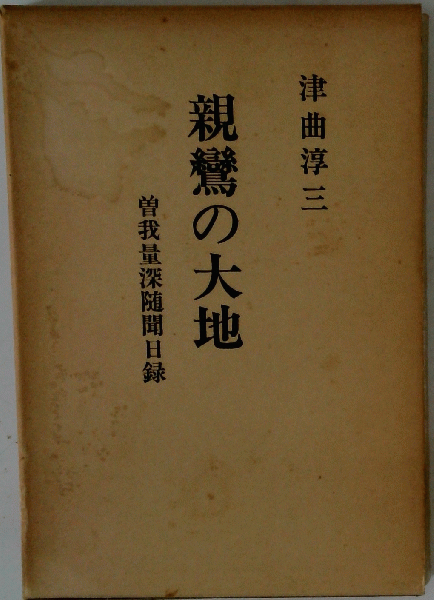 津曲淳三
親鸞の大地
曽我量深随聞日録